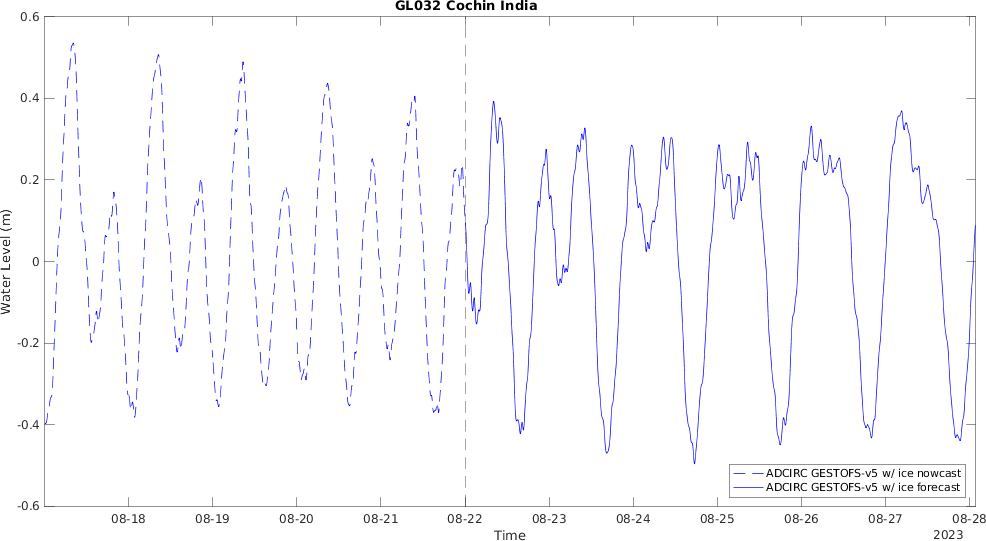 GL032 Cochin India
0.6
0.4
0.2
0
-0.2
-0.4
-0.6
Water Level (m)
ADCIRC GESTOFS-v5 w/ ice nowcast
ADCIRC GESTOFS-v5 w/ ice forecast
08-18 08-19 08-20 08-21 08-22 08-23 08-24 08-25 08-26 08-27 08-28
Time
2023